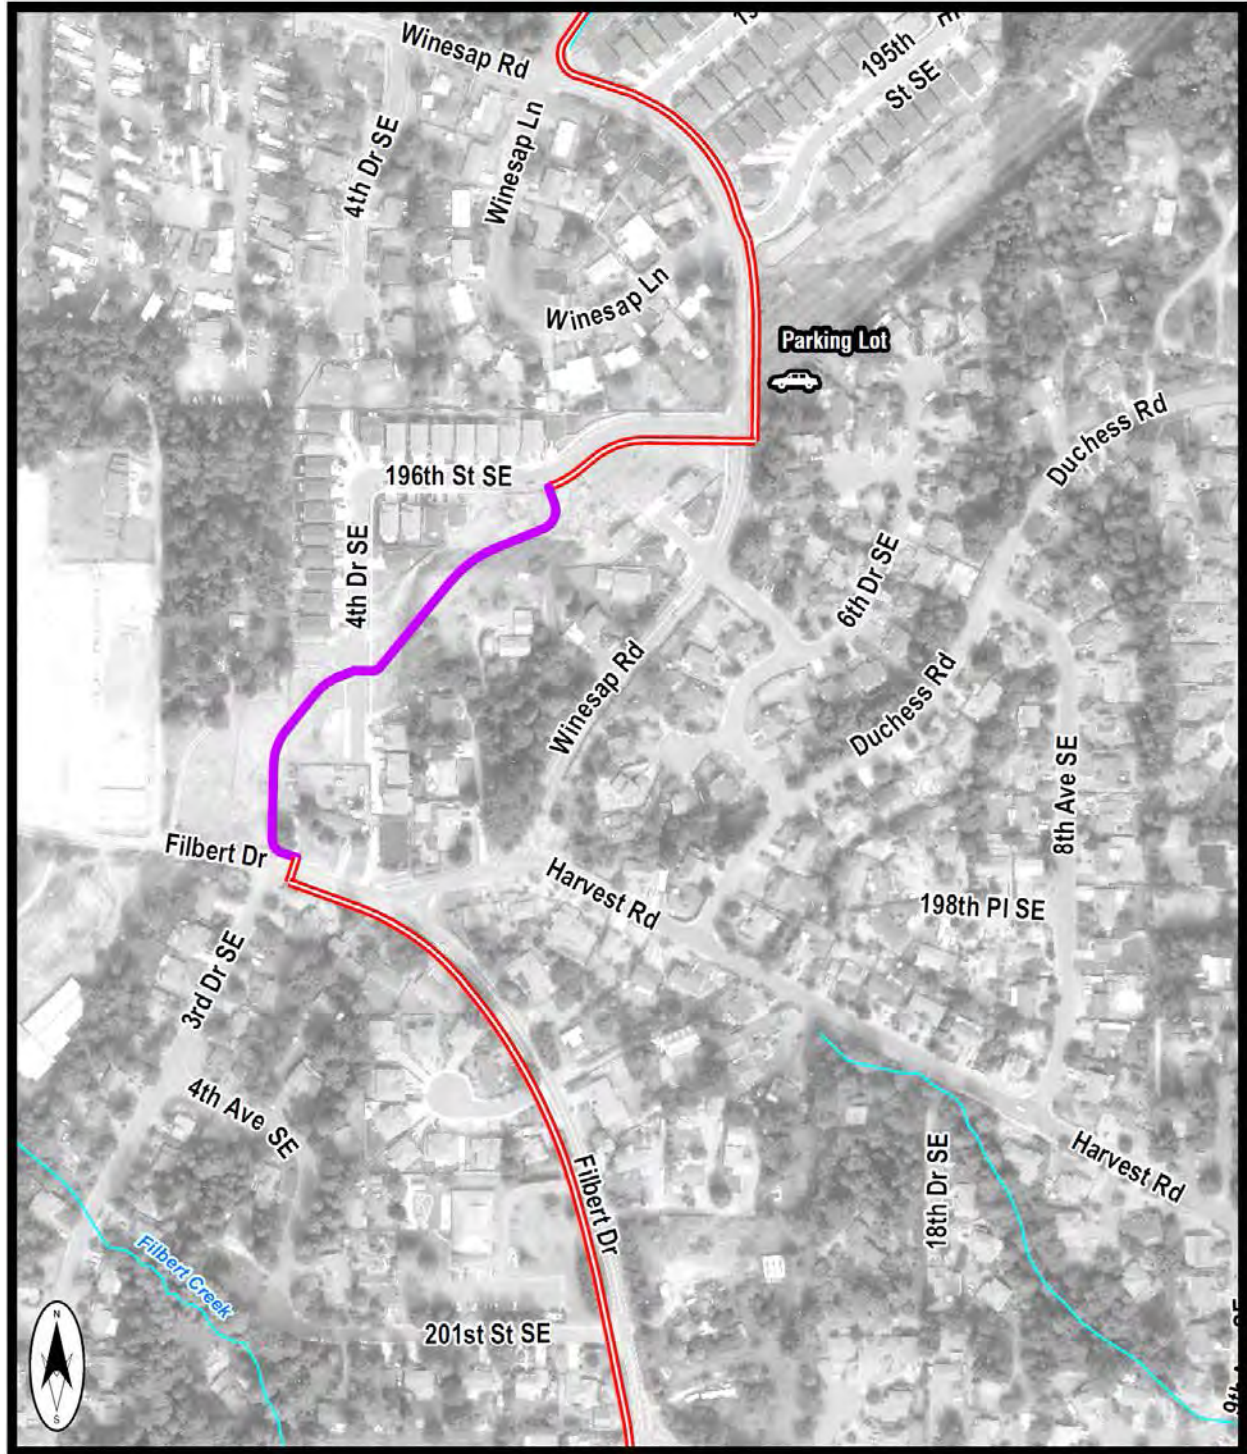 Winesap Rd
195th
St SE
4th Dr SE
Winesap Ln
Winesap Ln
Parking Lot
Duchess Rd
196th St SE
4th Dr SE
6th Dr SE
Winesap Rd
Duchess Rd
8th Ave SE
Filbert Dr
Harvest Rd
198th Pl SE
3rd Dr SE
4th Ave SE
Filbert Dr
18th Dr SE
Harvest Rd
Filbert Creek
201st St SE
N
S